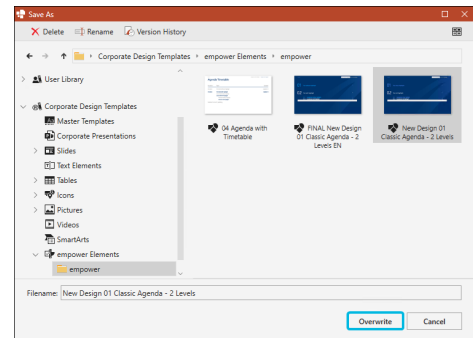 Save As
Delete Rename Version History
Corporate Design Templates empower Elements empower
User Library
Corporate Design Templates
Master Templates
Corporate Presentations
Slides
Text Elements
Tables
Icons
Pictures
Videos
SmartArts
empower Elements
empower
04 Agenda with
Timetable
FINAL New Design
01 Classic Agenda - 2
Levels EN
New Design 01
Classic Agenda - 2 Levels
Filename: New Design 01 Classic Agenda - 2 Levels
Overwrite Cancel